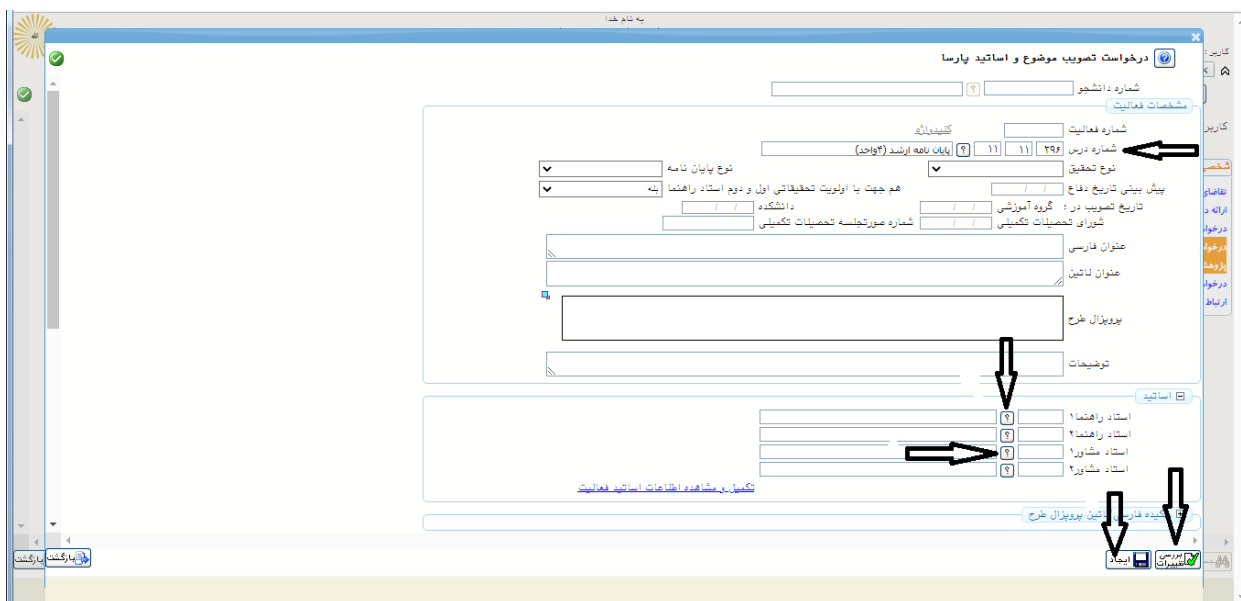 به نام خدا
کاربر :
درخواست تصویب موضوع و اساتید پارسا
شماره دانشجو
مشخصات فعالیت
شماره فعالیت کلیدواژه
کاربر
شماره درس ۲۹۶ ۱۱ ۱۱ پایان نامه ارشد (۴واحد)
نوع تحقیق نوع پایان نامه
پیش بینی تاریخ دفاع / / هم جهت با اولویت تحقیقاتی اول و دوم استاد راهنما بله
تاریخ تصویب در : گروه آموزشی / / دانشکده / /
شورای تحصیلات تکمیلی / / شماره صورتجلسه تحصیلات تکمیلی
عنوان فارسی
عنوان لاتین
پروپزال طرح
توضیحات
اساتید
استاد راهنما۱
استاد راهنما۲
استاد مشاور۱
استاد مشاور۲
تکمیل و مشاهده اطلاعات اساتید فعالیت
چکیده فارسی لاتین پروپزال طرح
بررسی تغییرات ایجاد بازگشت بازگشت